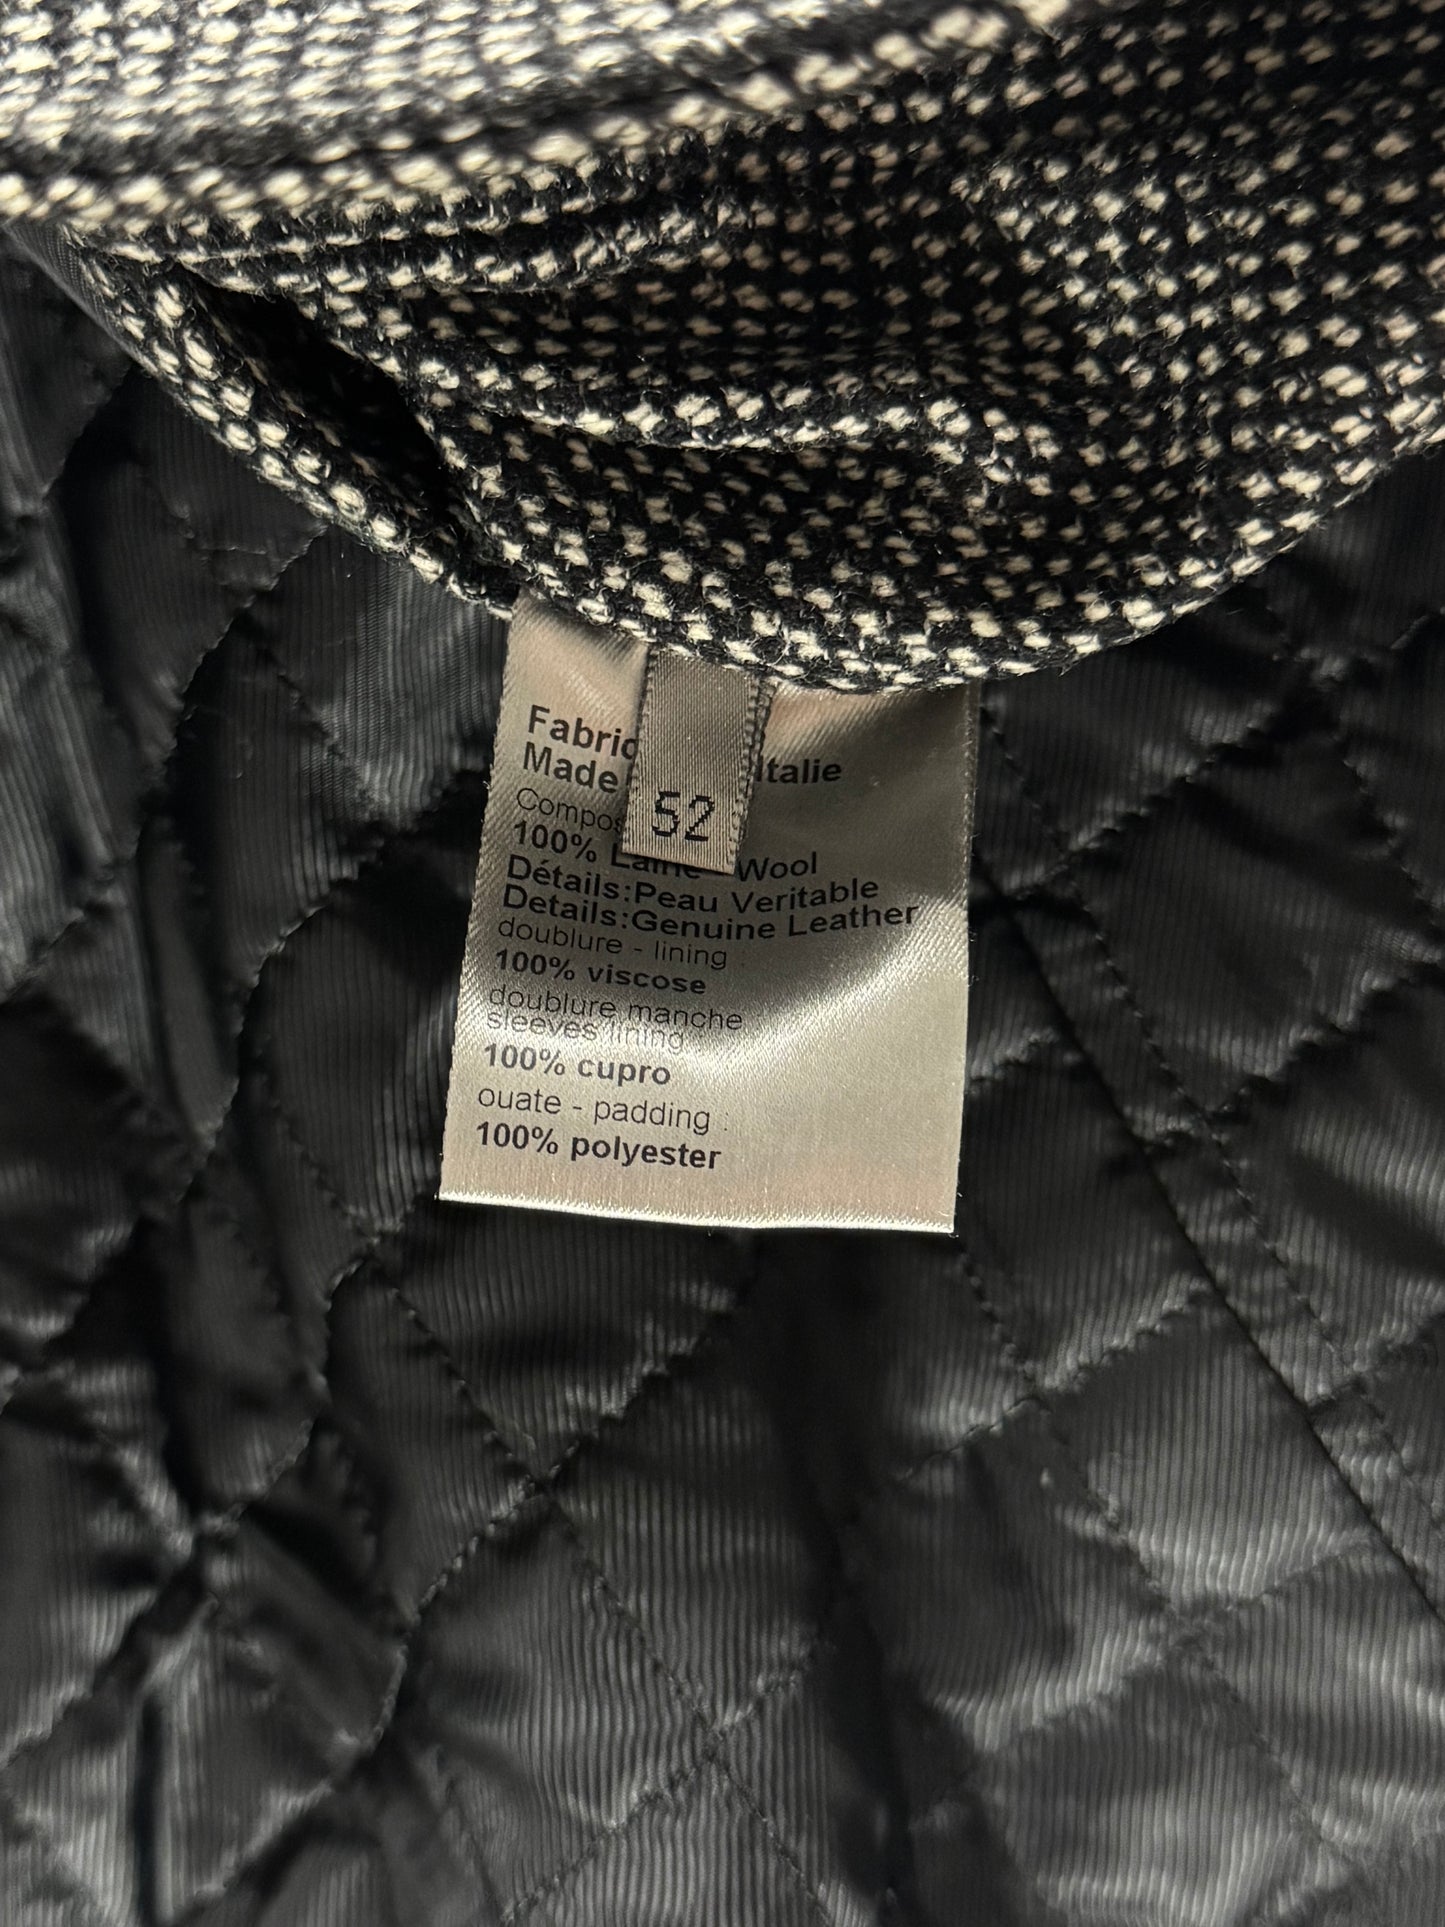 Fabric Italie
Made
52
Compos
100% Laine Wool
Détails:Peau Veritable
Details:Genuine Leather
doublure - lining :
100% viscose
doublure manche
sleeves lining
100% cupro
ouate - padding :
100% polyester